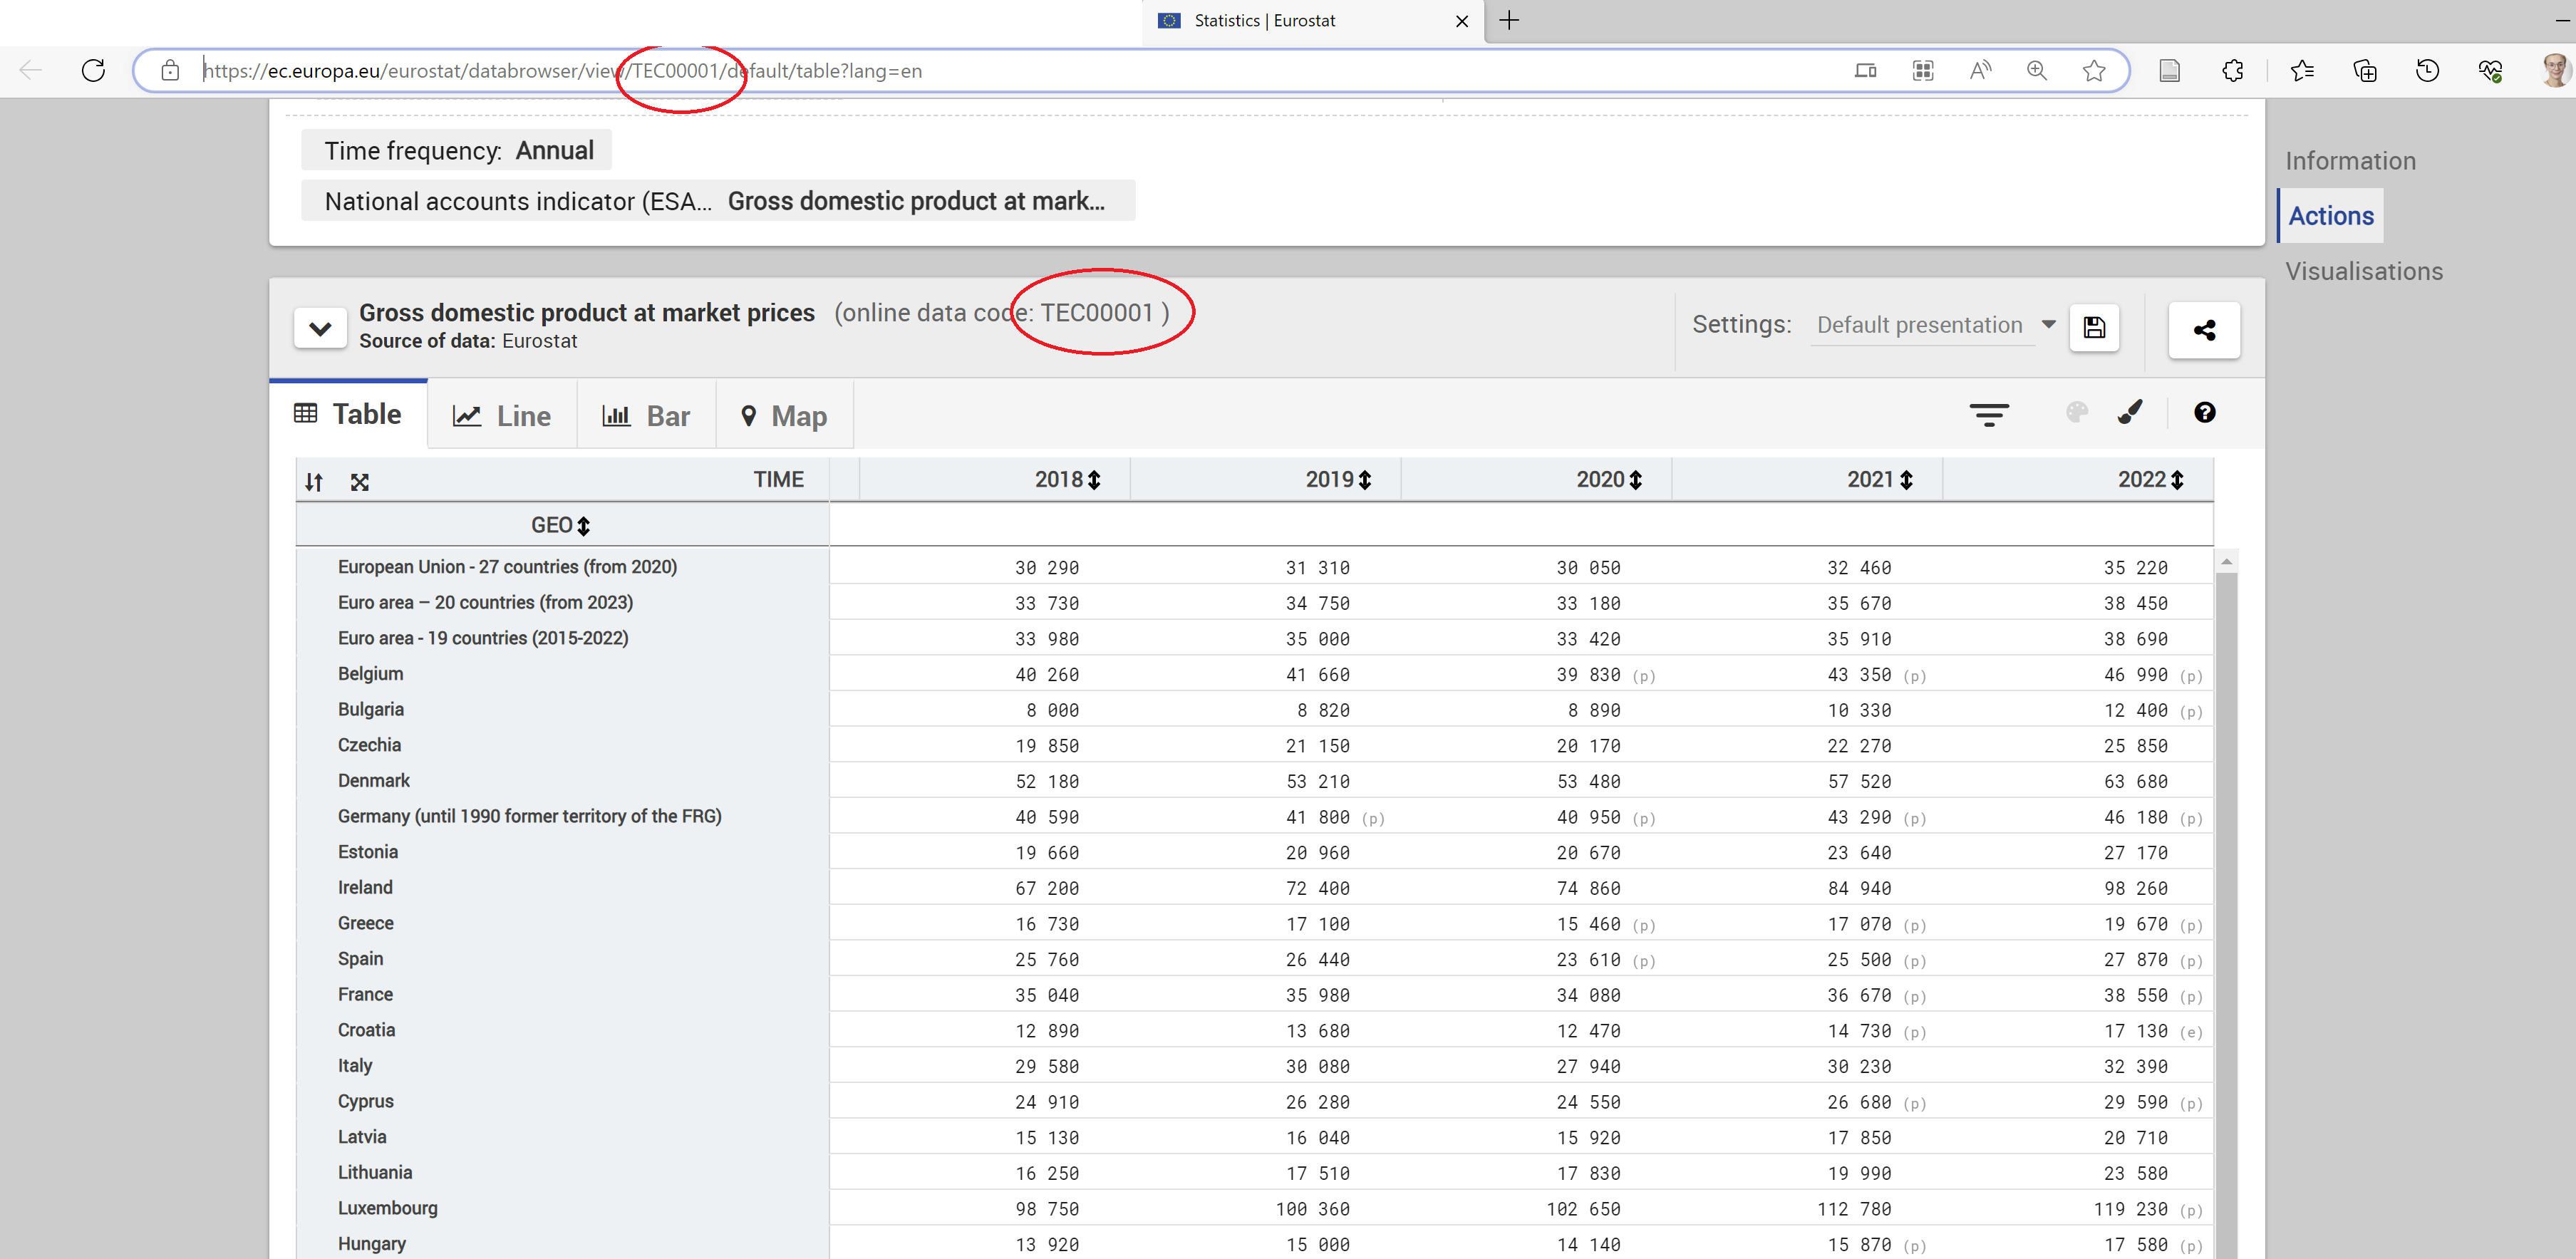 Statistics | Eurostat
https://ec.europa.eu/eurostat/databrowser/view/TEC00001/default/table?lang=en
Time frequency: Annual
National accounts indicator (ESA... Gross domestic product at mark...
Information
Actions
Visualisations
Gross domestic product at market prices (online data code: TEC00001 )
Source of data: Eurostat
Settings: Default presentation
Table Line Bar Map
TIME 2018 2019 2020 2021 2022
GEO
European Union - 27 countries (from 2020) 30 290 31 310 30 050 32 460 35 220
Euro area – 20 countries (from 2023) 33 730 34 750 33 180 35 670 38 450
Euro area - 19 countries (2015-2022) 33 980 35 000 33 420 35 910 38 690
Belgium 40 260 41 660 39 830 (p) 43 350 (p) 46 990 (p)
Bulgaria 8 000 8 820 8 890 10 330 12 400 (p)
Czechia 19 850 21 150 20 170 22 270 25 850
Denmark 52 180 53 210 53 480 57 520 63 680
Germany (until 1990 former territory of the FRG) 40 590 41 800 (p) 40 950 (p) 43 290 (p) 46 180 (p)
Estonia 19 660 20 960 20 670 23 640 27 170
Ireland 67 200 72 400 74 860 84 940 98 260
Greece 16 730 17 100 15 460 (p) 17 070 (p) 19 670 (p)
Spain 25 760 26 440 23 610 (p) 25 500 (p) 27 870 (p)
France 35 040 35 980 34 080 36 670 (p) 38 550 (p)
Croatia 12 890 13 680 12 470 14 730 (p) 17 130 (e)
Italy 29 580 30 080 27 940 30 230 32 390
Cyprus 24 910 26 280 24 550 26 680 (p) 29 590 (p)
Latvia 15 130 16 040 15 920 17 850 20 710
Lithuania 16 250 17 510 17 830 19 990 23 580
Luxembourg 98 750 100 360 102 650 112 780 119 230 (p)
Hungary 13 920 15 000 14 140 15 870 (p) 17 580 (p)